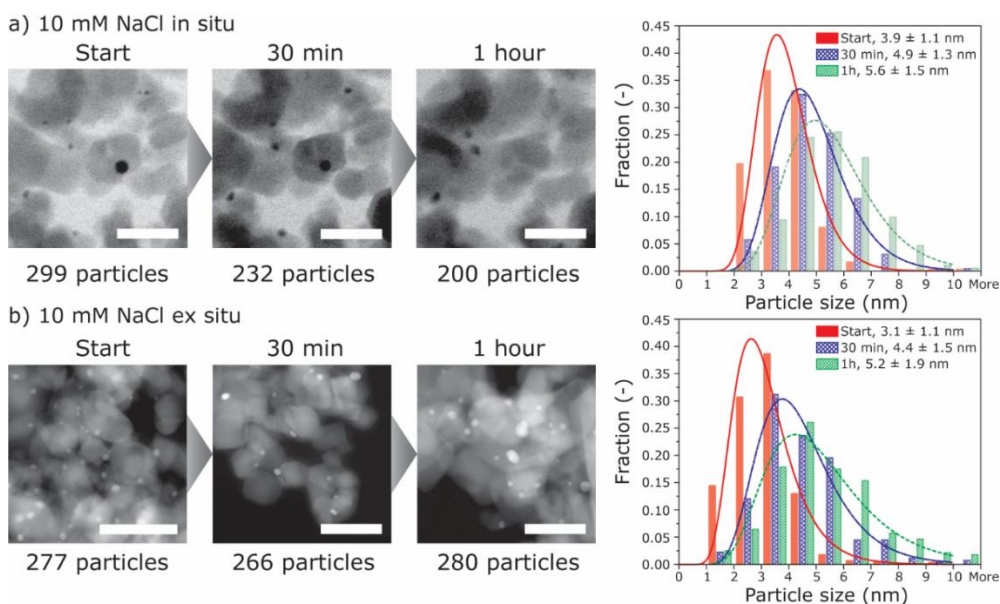 a) 10 mM NaCl in situ
Start
30 min
1 hour
299 particles
232 particles
200 particles
Fraction (-)
0.45
0.40
0.35
0.30
0.25
0.20
0.15
0.10
0.05
0.00
Start, 3.9 ± 1.1 nm
30 min, 4.9 ± 1.3 nm
1h, 5.6 ± 1.5 nm
0 1 2 3 4 5 6 7 8 9 10 More
Particle size (nm)
b) 10 mM NaCl ex situ
Start
30 min
1 hour
277 particles
266 particles
280 particles
Fraction (-)
0.45
0.40
0.35
0.30
0.25
0.20
0.15
0.10
0.05
0.00
Start, 3.1 ± 1.1 nm
30 min, 4.4 ± 1.5 nm
1h, 5.2 ± 1.9 nm
0 1 2 3 4 5 6 7 8 9 10 More
Particle size (nm)